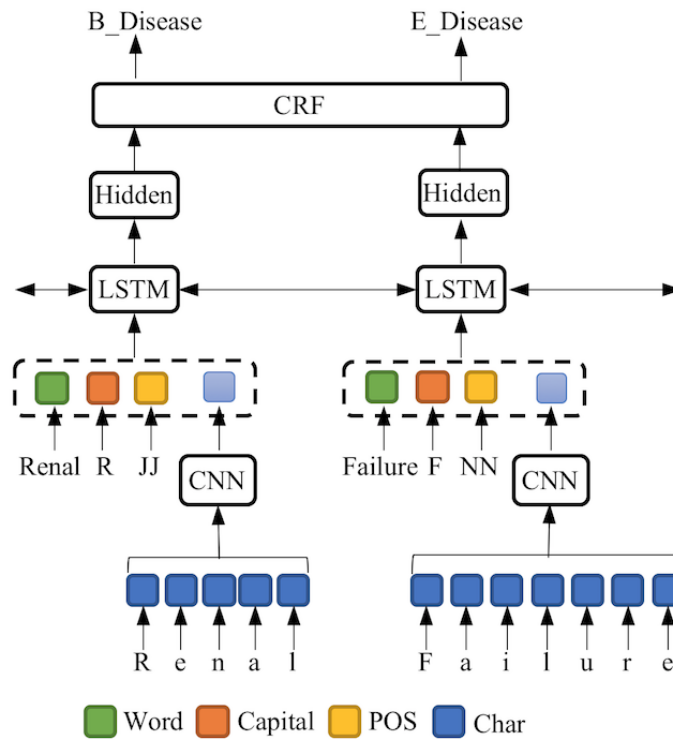 B_Disease E_Disease
CRF
Hidden Hidden
LSTM LSTM
Renal R JJ Failure F NN
CNN CNN
R e n a l F a i l u r e
Word Capital POS Char